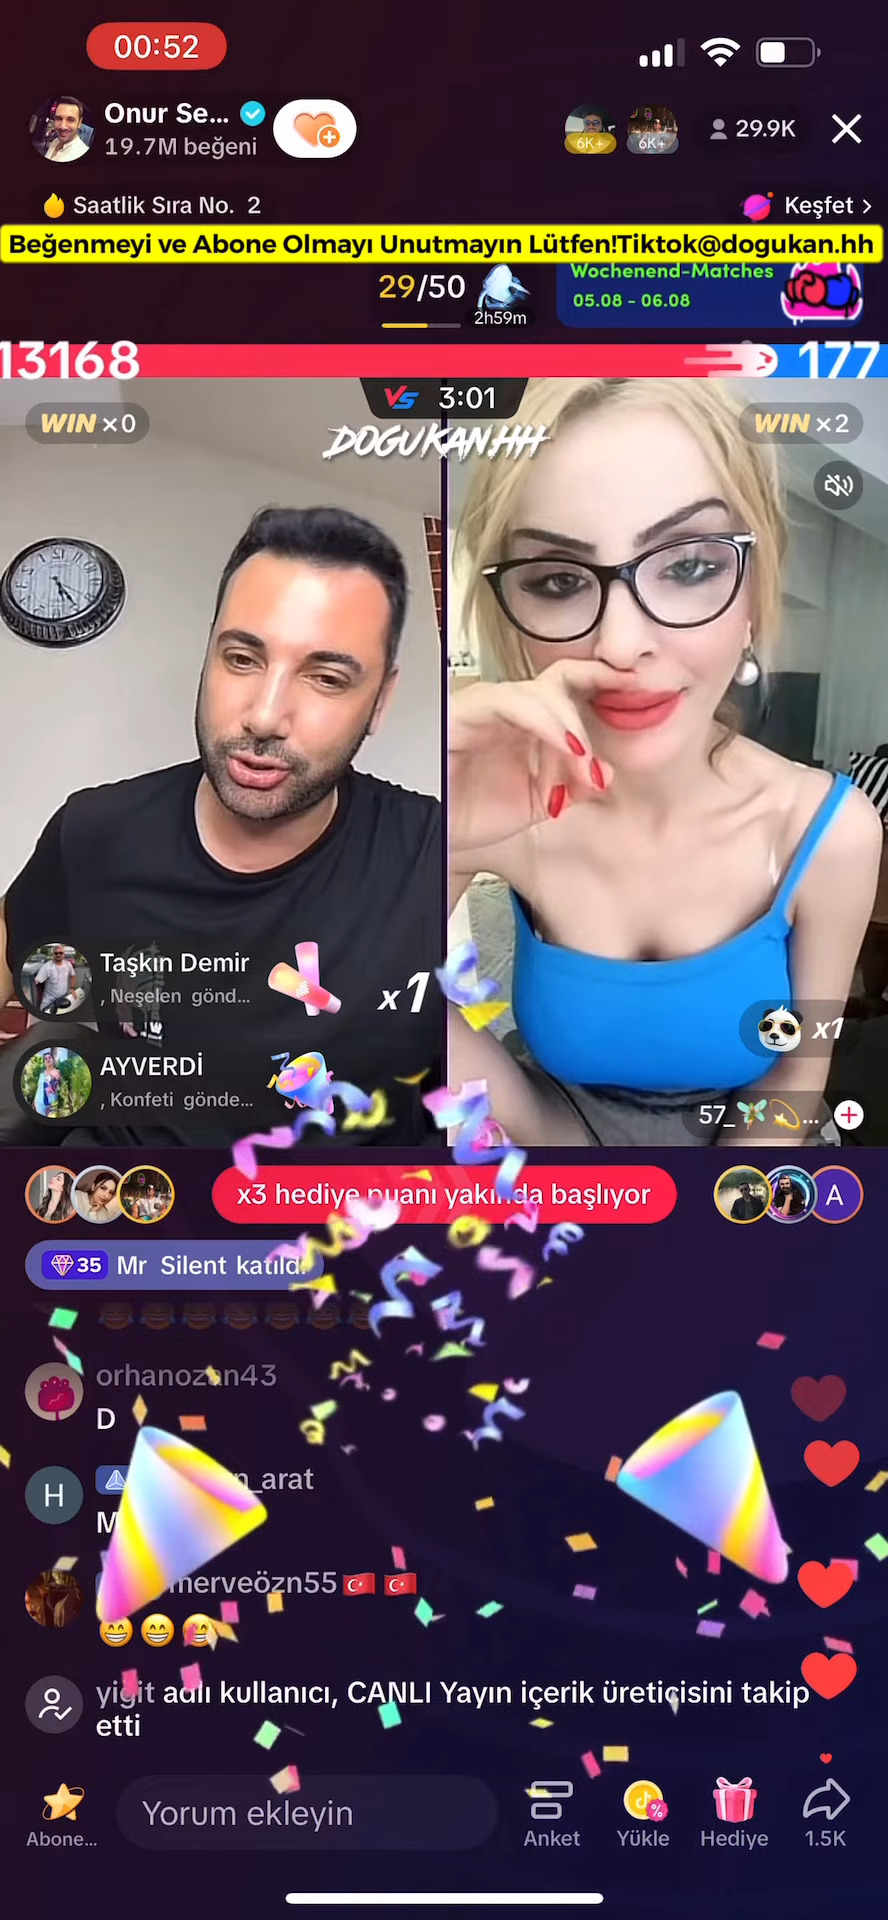 00:52
Onur Se...
19.7M beğeni
6K+
6K+
29.9K
Saatlik Sıra No. 2
Keşfet >
Beğenmeyi ve Abone Olmayı Unutmayın Lütfen!Tiktok@dogukan.hh
29/50
2h59m
Wochenend-Matches
05.08 - 06.08
13168
177
VS 3:01
WIN x0
WIN x2
DOGUKAN.HH
Taşkın Demir
, Neşelen gönd...
x1
AYVERDİ
, Konfeti gönde...
x1
57_🧚💫...
x3 hediye puanı yakında başlıyor
A
35 Mr Silent katıldı
😂😂😂😂😂😂😂
orhanozan43
D
H
n_arat
M
merveözn55🇹🇷🇹🇷
😁😁😁
yigit adlı kullanıcı, CANLI Yayın içerik üreticisini takip
etti
Abone...
Yorum ekleyin
Anket
Yükle
Hediye
1.5K